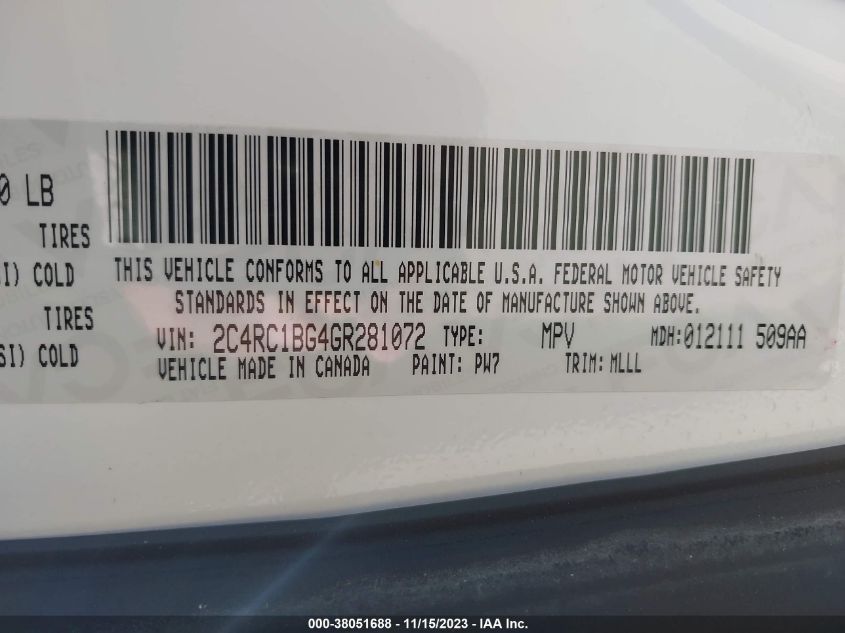 0 LB
TIRES
SI) COLD
TIRES
SI) COLD
THIS VEHICLE CONFORMS TO ALL APPLICABLE U.S.A. FEDERAL MOTOR VEHICLE SAFETY
STANDARDS IN EFFECT ON THE DATE OF MANUFACTURE SHOWN ABOVE.
VIN: 2C4RC1BG4GR281072 TYPE: MPV MDH:012111 509AA
VEHICLE MADE IN CANADA PAINT: PW7 TRIM: MLLL
000-38051688 - 11/15/2023 - IAA Inc.